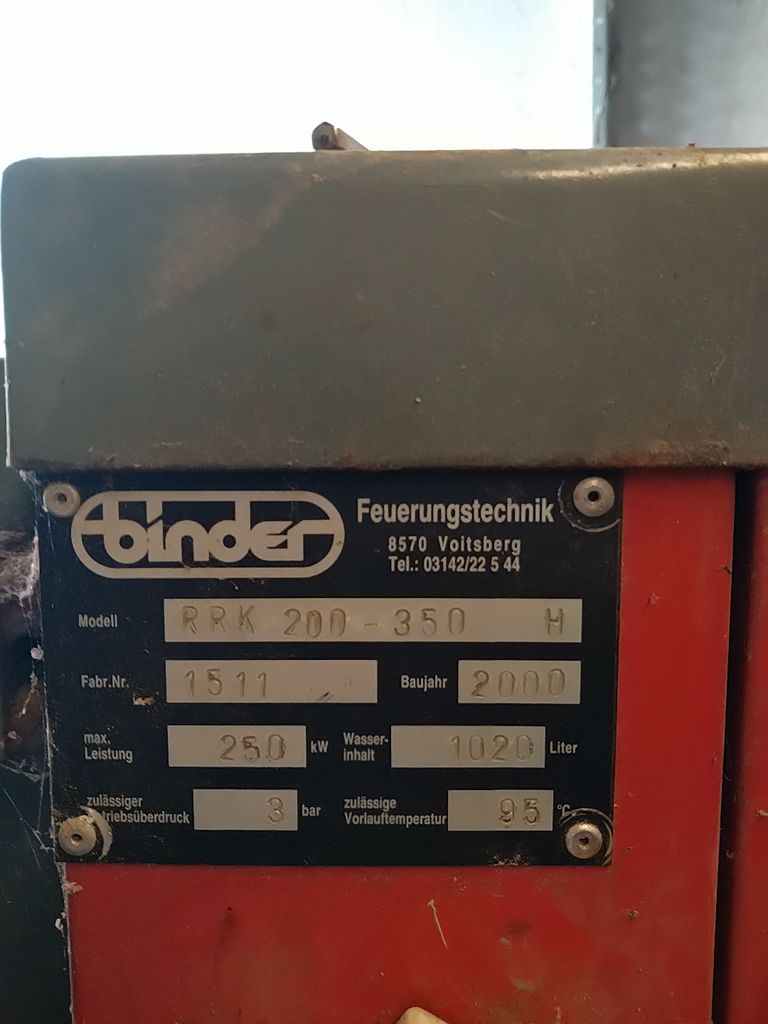 binder Feuerungstechnik
8570 Voitsberg
Tel.: 03142/22 5 44
Modell RRK 200-350 H
Fabr.Nr. 1511 Baujahr 2000
max. Leistung 250 kW Wasser-inhalt 1020 Liter
zulässiger triebsüberdruck 3 bar zulässige Vorlauftemperatur 95 °C